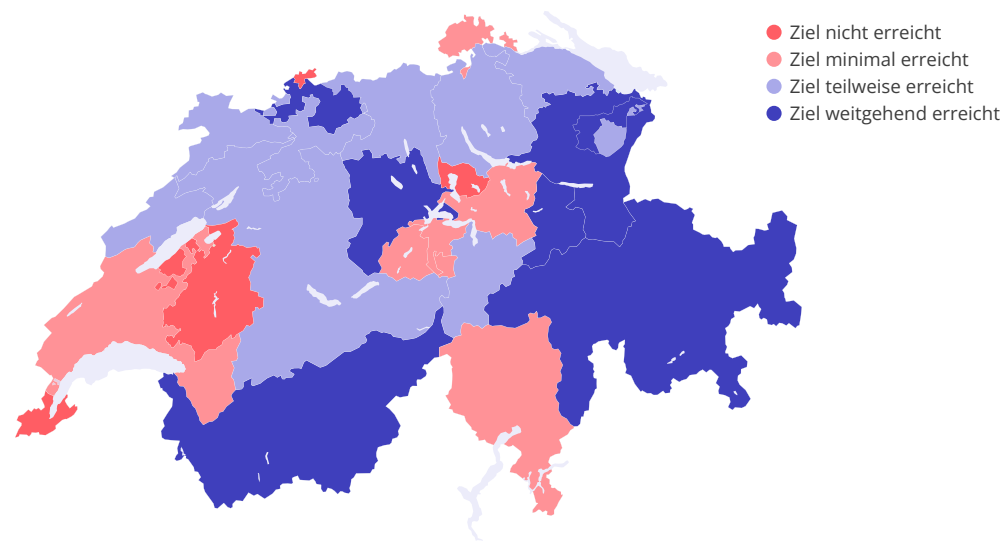 Ziel nicht erreicht
Ziel minimal erreicht
Ziel teilweise erreicht
Ziel weitgehend erreicht